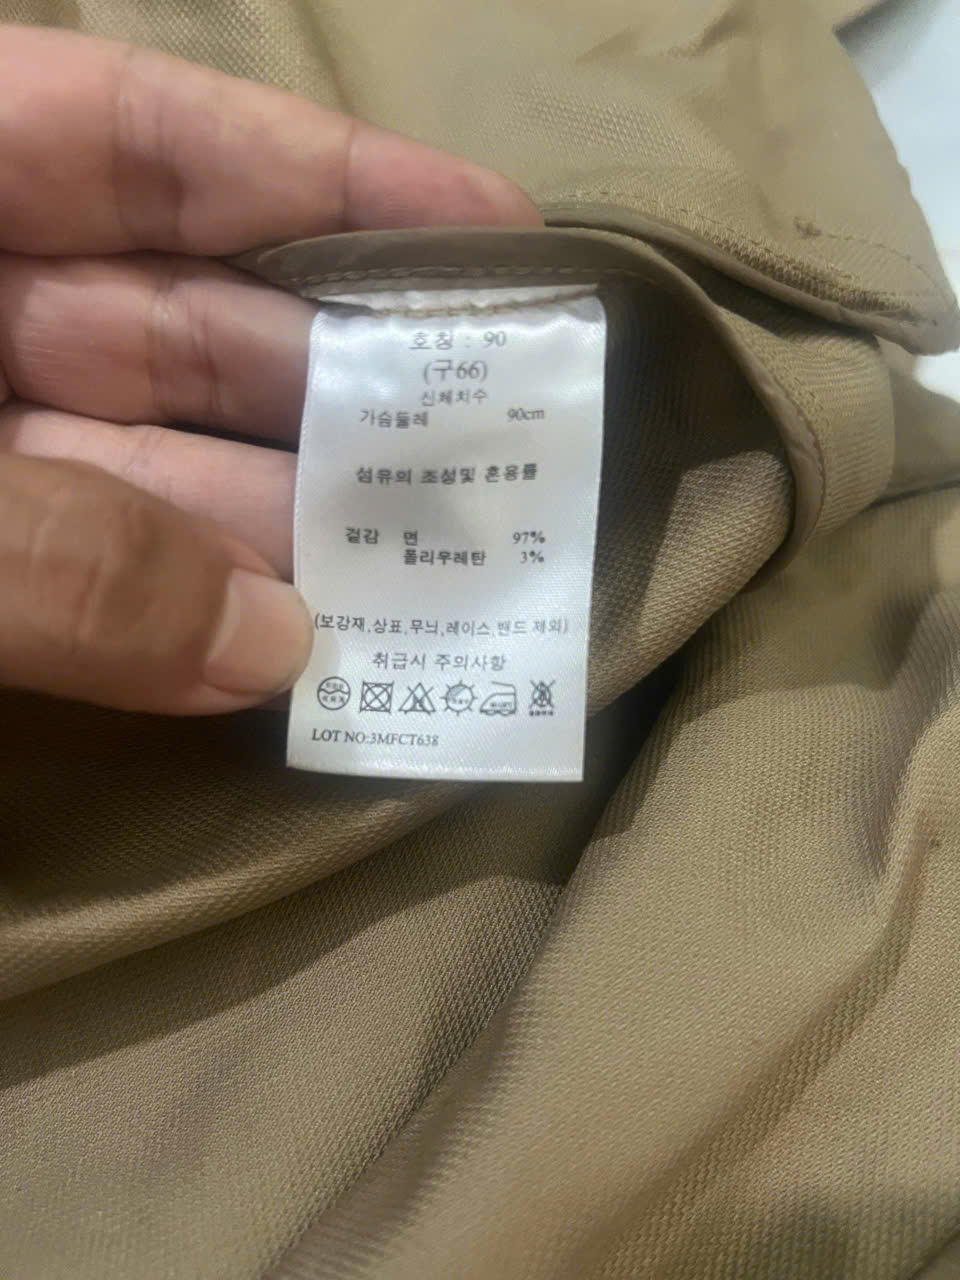 호칭 : 90
(구66)
신체치수
가슴둘레 90cm
섬유의 조성및 혼용률
겉감 면 97%
폴리우레탄 3%
(보강재,상표,무늬,레이스,밴드 제외)
취급시 주의사항
LOT NO:3MFCT638